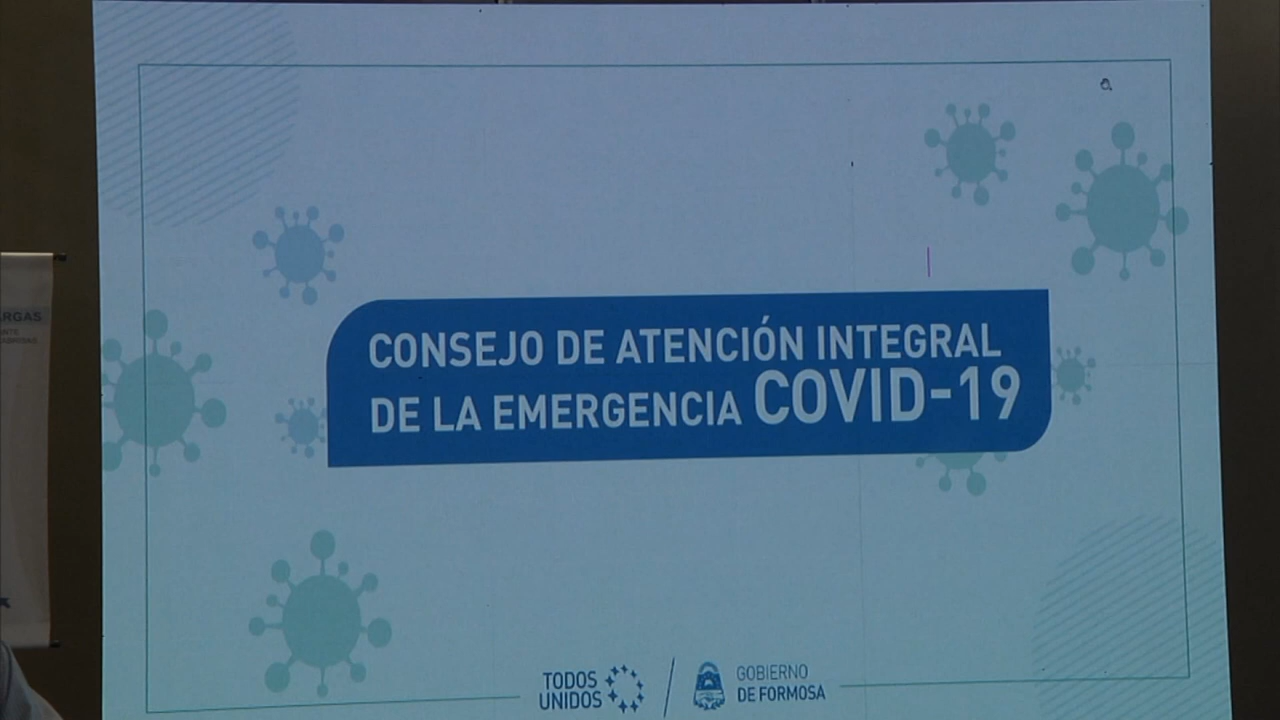 CONSEJO DE ATENCIÓN INTEGRAL
DE LA EMERGENCIA COVID-19
TODOS
UNIDOS
GOBIERNO
DE FORMOSA